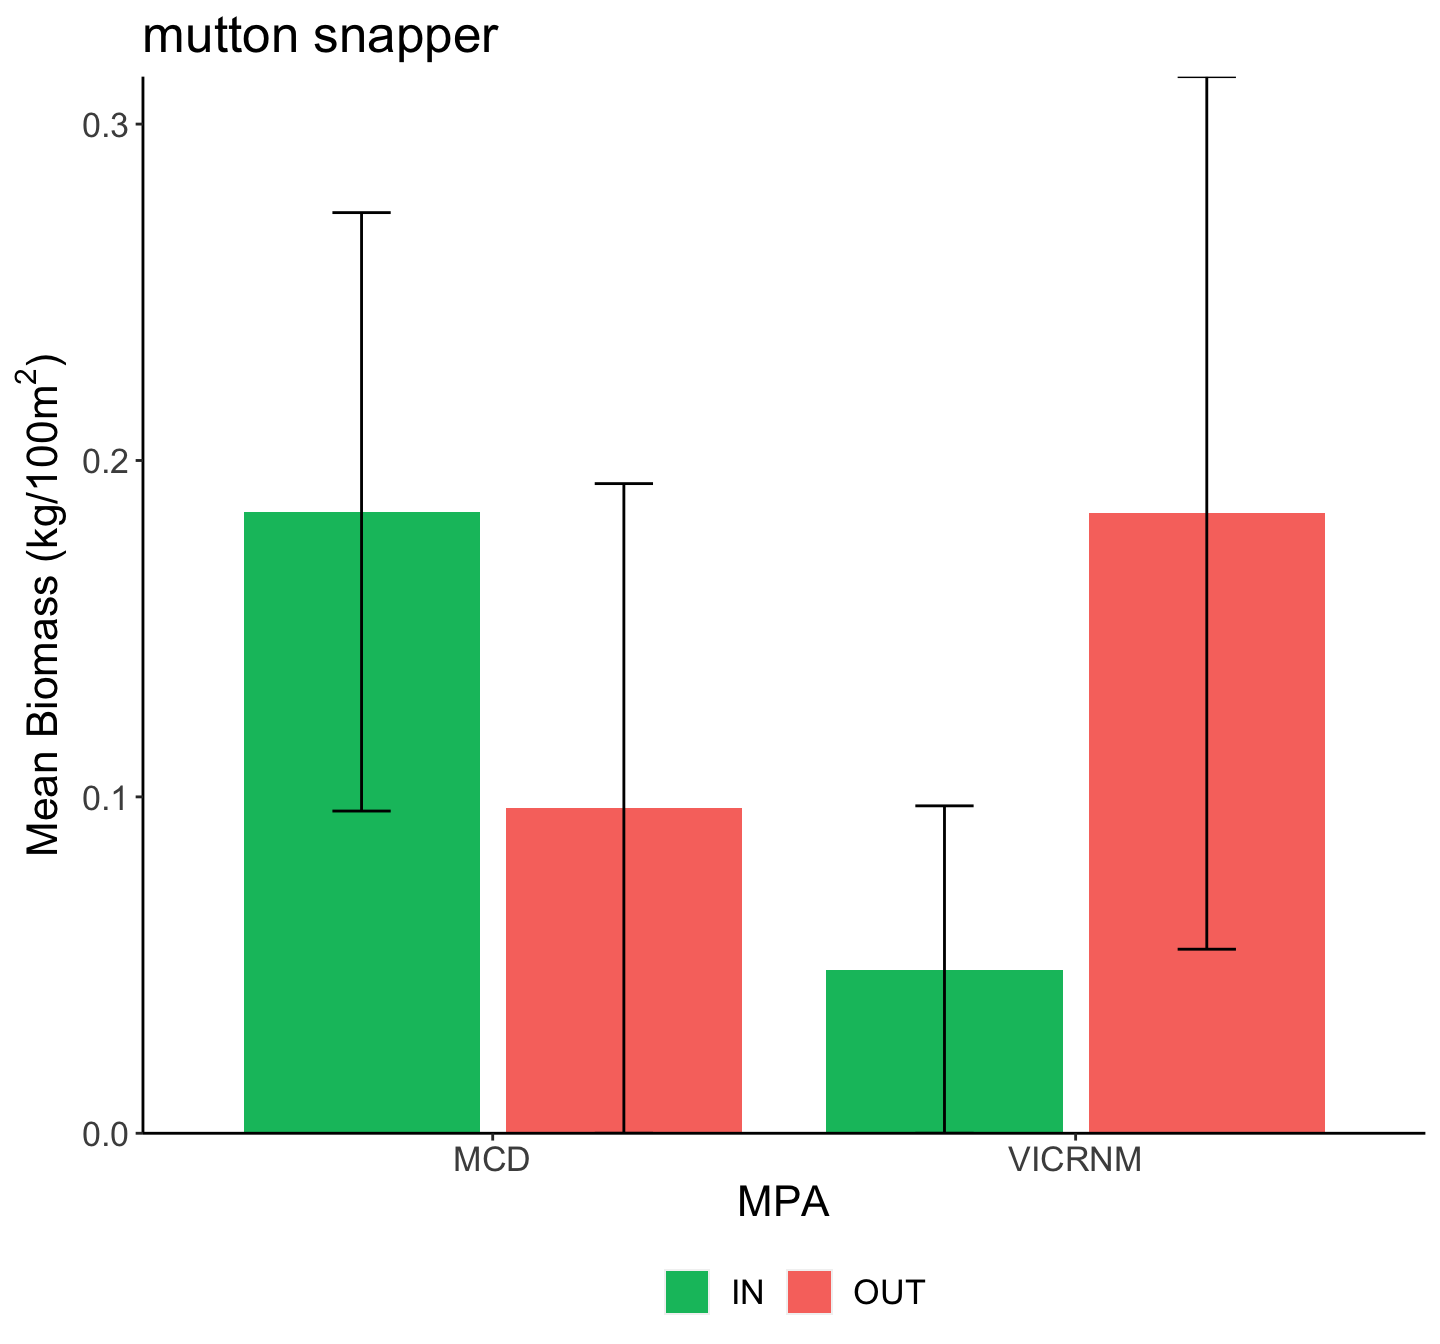 mutton snapper
Mean Biomass (kg/100m²)
0.3
0.2
0.1
0.0
MCD
VICRNM
MPA
IN
OUT